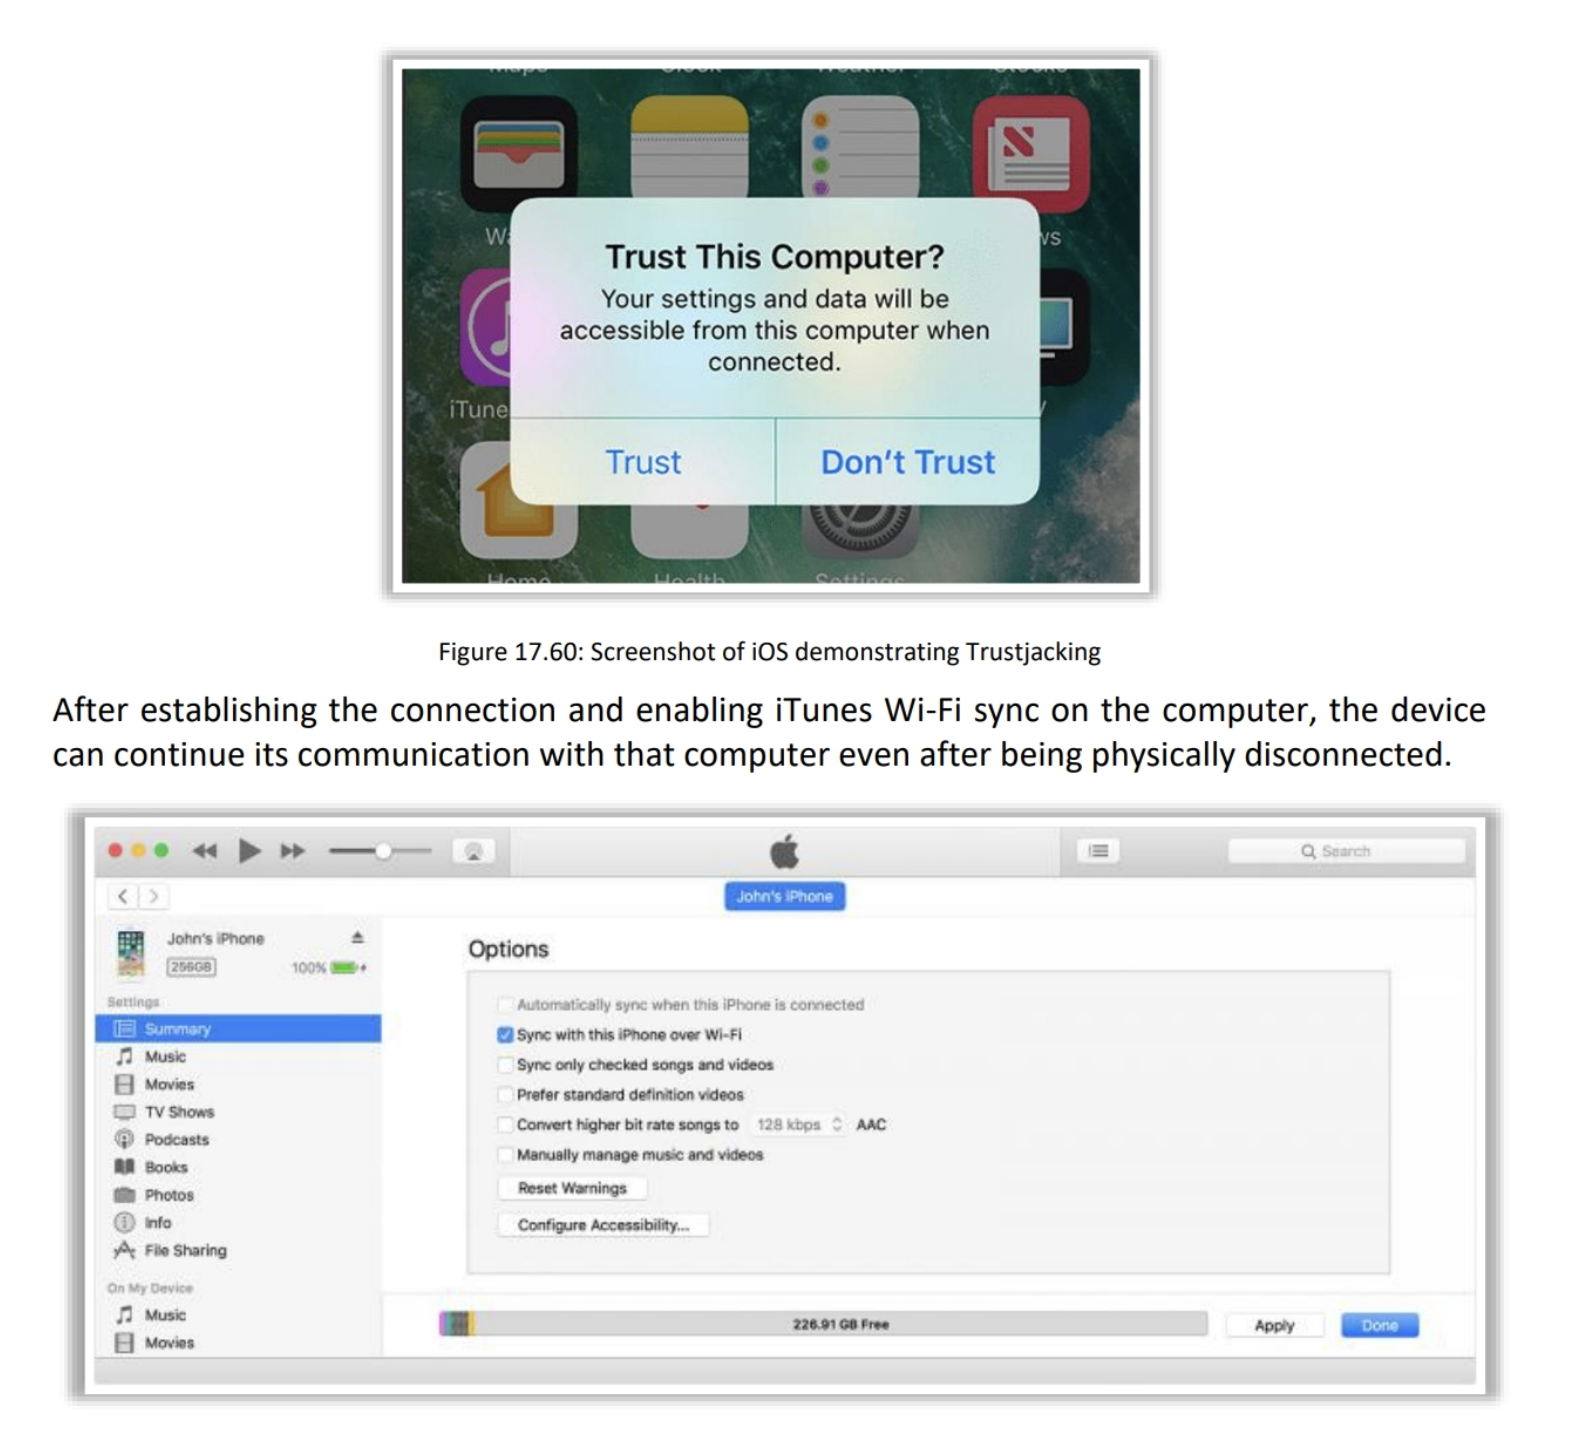 Trust This Computer?
Your settings and data will be
accessible from this computer when
connected.
Trust
Don't Trust
iTune
Home
Health
Settings
Figure 17.60: Screenshot of iOS demonstrating Trustjacking
After establishing the connection and enabling iTunes Wi-Fi sync on the computer, the device
can continue its communication with that computer even after being physically disconnected.
Search
John's iPhone
John's iPhone
256GB
100%
Settings
Summary
Music
Movies
TV Shows
Podcasts
Books
Photos
Info
File Sharing
On My Device
Music
Movies
Options
Automatically sync when this iPhone is connected
Sync with this iPhone over Wi-Fi
Sync only checked songs and videos
Prefer standard definition videos
Convert higher bit rate songs to 128 kbps AAC
Manually manage music and videos
Reset Warnings
Configure Accessibility...
226.91 GB Free
Apply
Done